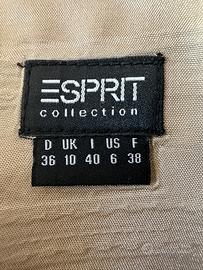 ESPRIT
collection
D UK I US F
36 10 40 6 38